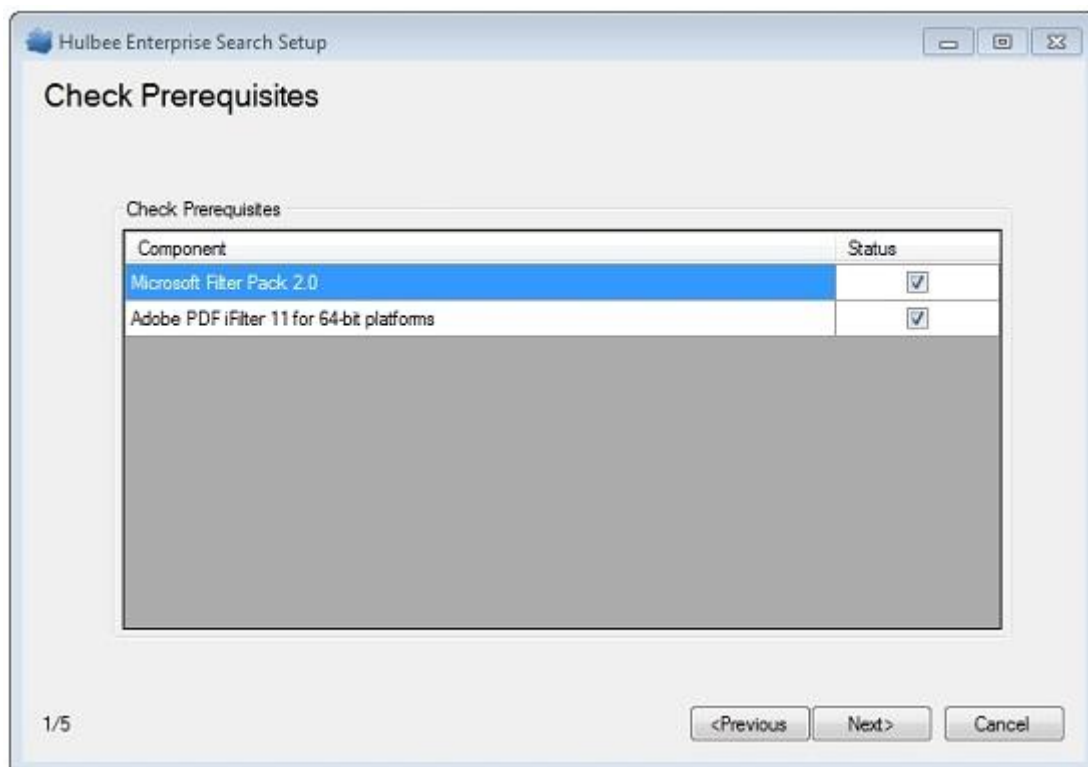 Hulbee Enterprise Search Setup
Check Prerequisites
Check Prerequisites
Component Status
Microsoft Filter Pack 2.0
Adobe PDF iFilter 11 for 64-bit platforms
1/5 <Previous Next> Cancel